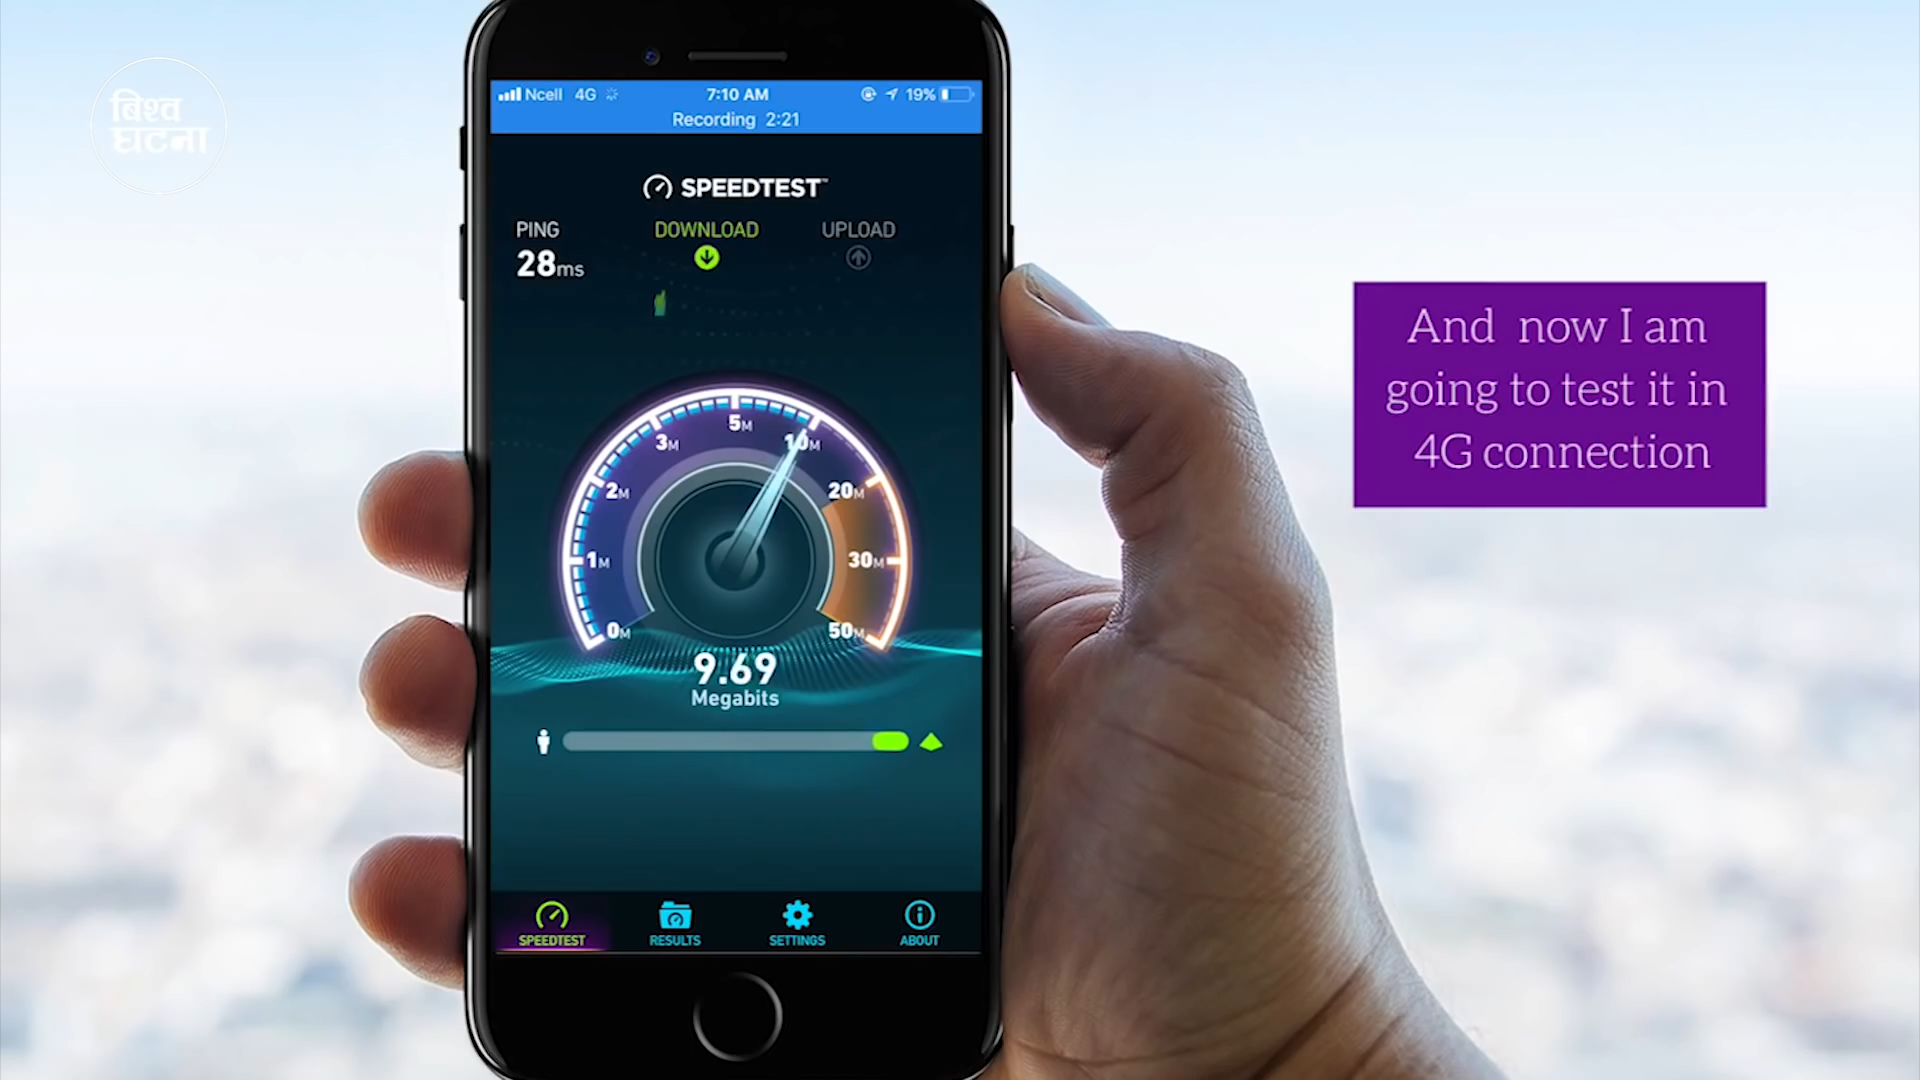 बिश्व
घटना
Ncell 4G 7:10 AM 19%
Recording 2:21
SPEEDTEST™
PING DOWNLOAD UPLOAD
28ms
5M
3M 10M
2M 20M
1M 30M
0M 50M
9.69
Megabits
SPEEDTEST RESULTS SETTINGS ABOUT
And now I am
going to test it in
4G connection